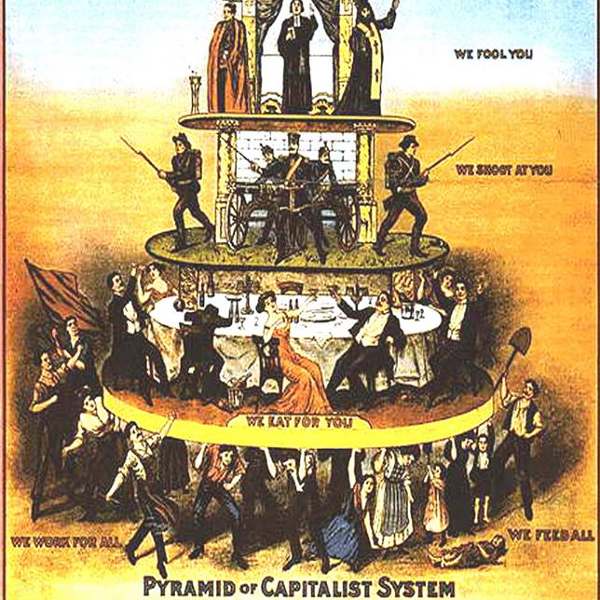 WE FOOL YOU
WE SHOOT AT YOU
WE EAT FOR YOU
WE WORK FOR ALL
WE FEED ALL
PYRAMID OF CAPITALIST SYSTEM